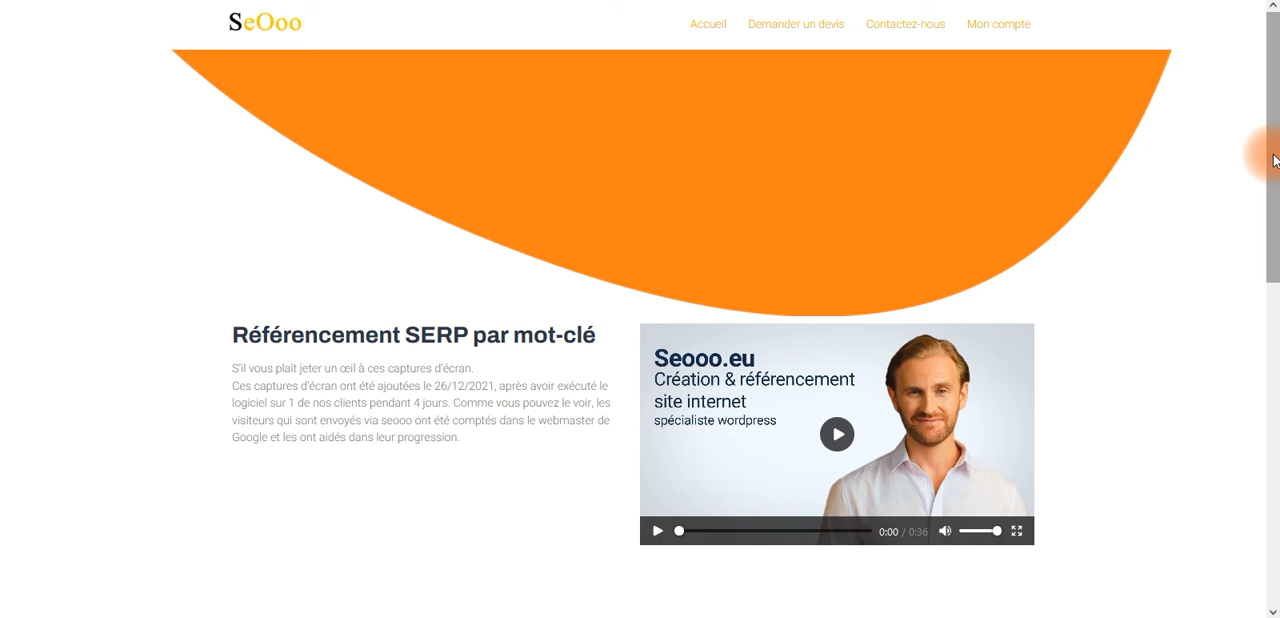 SeOoo
Accueil Demander un devis Contactez-nous Mon compte
Référencement SERP par mot-clé
S'il vous plaît jeter un œil à ces captures d'écran.
Ces captures d'écran ont été ajoutées le 26/12/2021, après avoir exécuté le
logiciel sur 1 de nos clients pendant 4 jours. Comme vous pouvez le voir, les
visiteurs qui sont envoyés via seooo ont été comptés dans le webmaster de
Google et les ont aidés dans leur progression.
Seooo.eu
Création & référencement
site internet
spécialiste wordpress
0:00 / 0:36